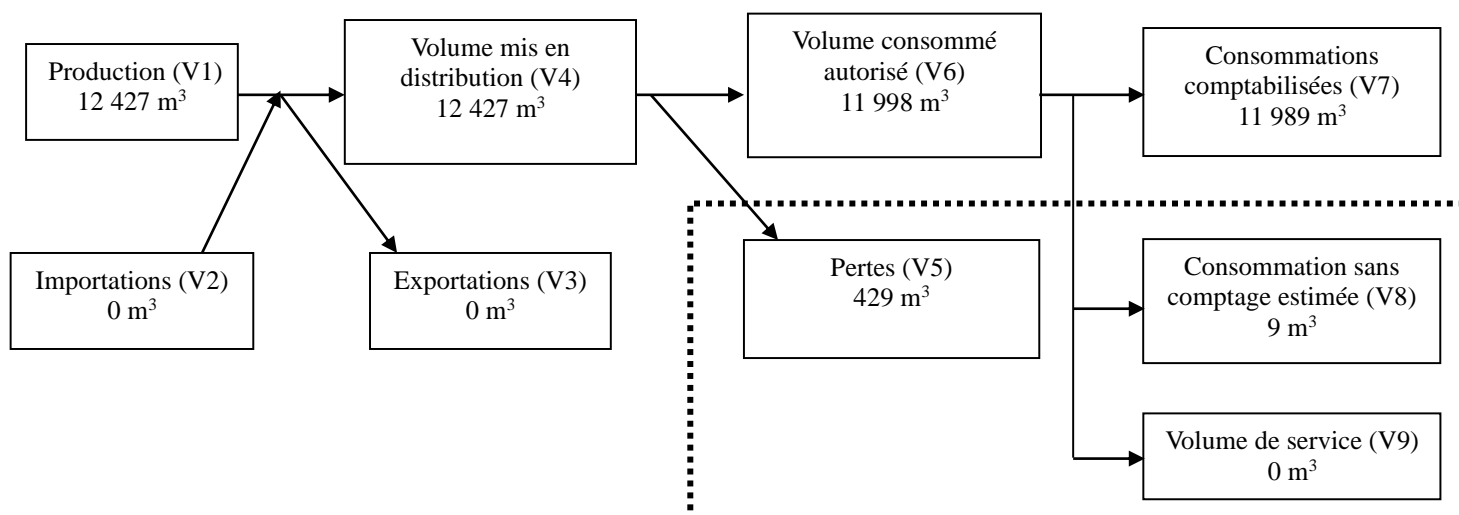 Production (V1)
12 427 m³
Volume mis en
distribution (V4)
12 427 m³
Volume consommé
autorisé (V6)
11 998 m³
Consommations
comptabilisées (V7)
11 989 m³
Importations (V2)
0 m³
Exportations (V3)
0 m³
Pertes (V5)
429 m³
Consommation sans
comptage estimée (V8)
9 m³
Volume de service (V9)
0 m³